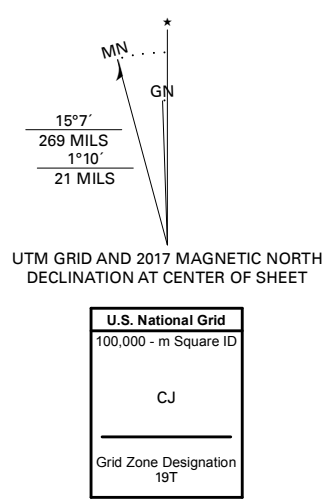 MN
GN
15°7´
269 MILS
1°10´
21 MILS
UTM GRID AND 2017 MAGNETIC NORTH
DECLINATION AT CENTER OF SHEET
U.S. National Grid
100,000 - m Square ID
CJ
Grid Zone Designation
19T